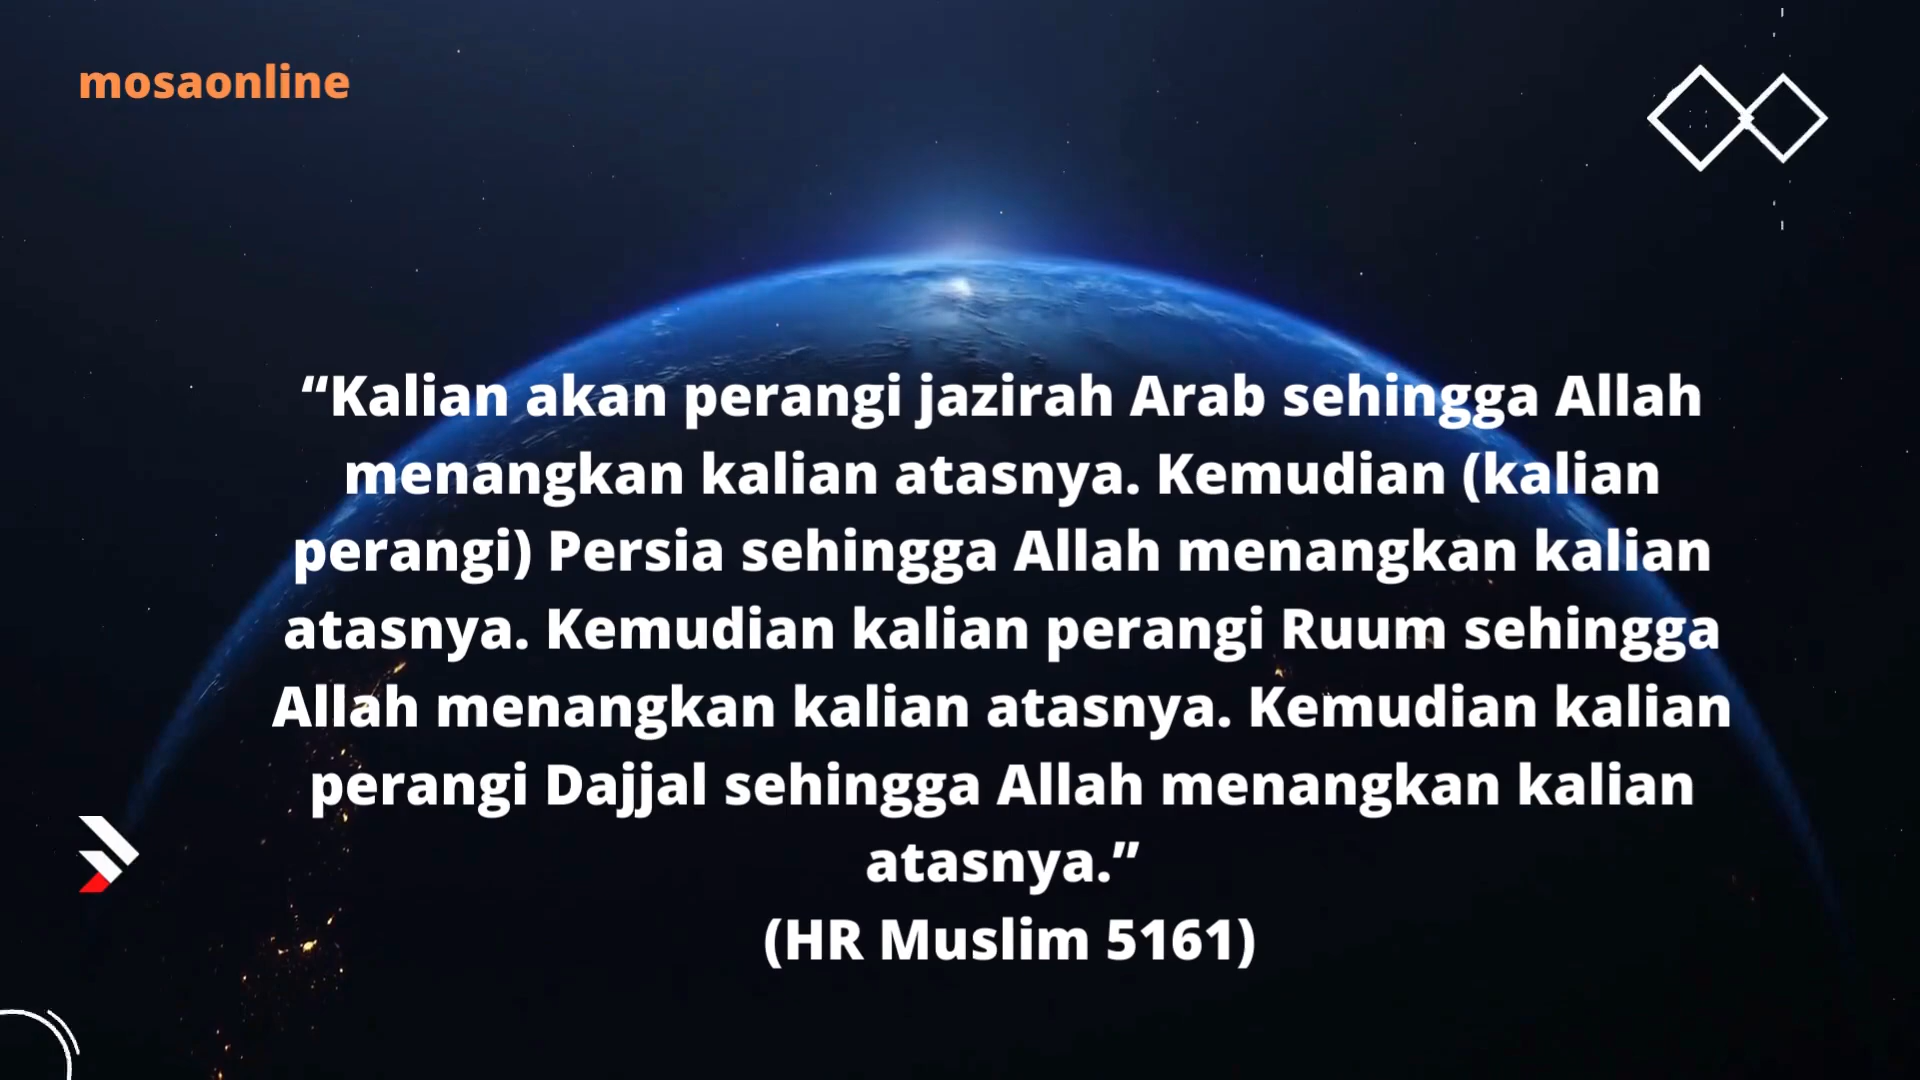 mosaonline
“Kalian akan perangi jazirah Arab sehingga Allah
menangkan kalian atasnya. Kemudian (kalian
perangi) Persia sehingga Allah menangkan kalian
atasnya. Kemudian kalian perangi Ruum sehingga
Allah menangkan kalian atasnya. Kemudian kalian
perangi Dajjal sehingga Allah menangkan kalian
atasnya.”
(HR Muslim 5161)